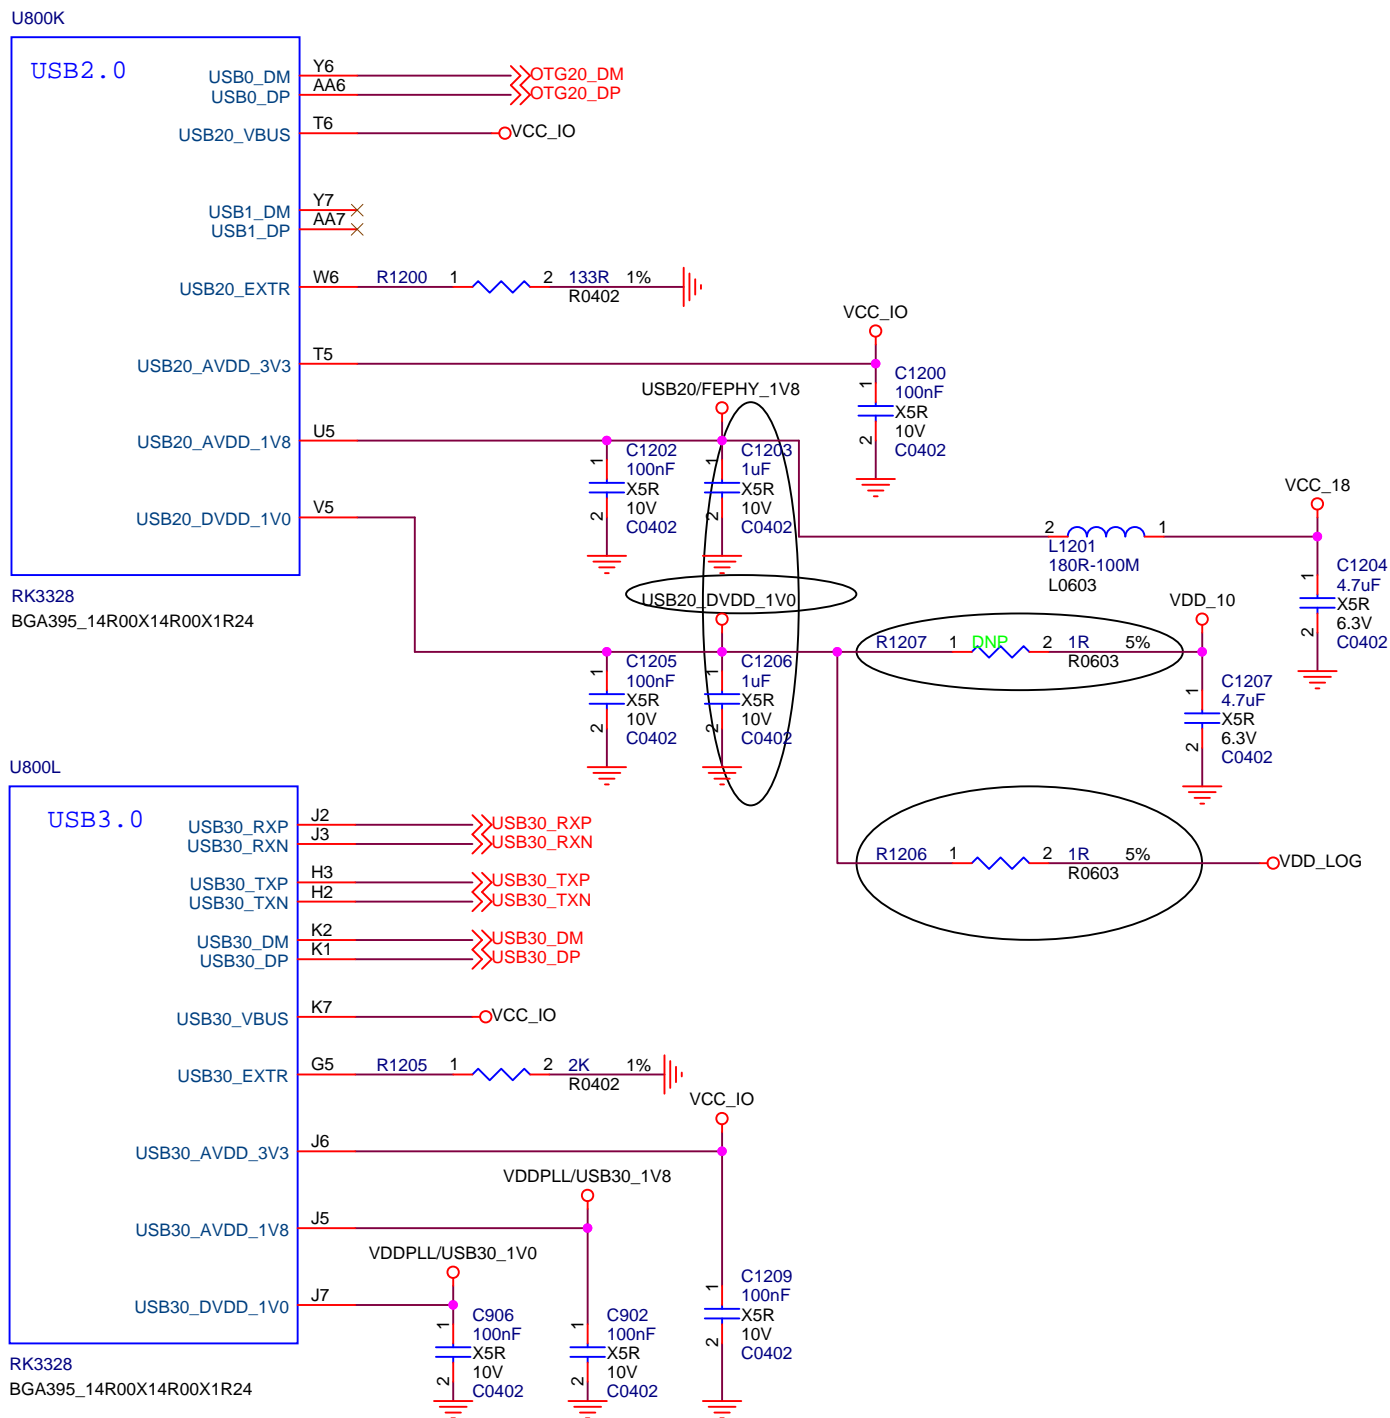 U800K
USB2.0
USB0_DM Y6 OTG20_DM
USB0_DP AA6 OTG20_DP
USB20_VBUS T6 VCC_IO
USB1_DM Y7
USB1_DP AA7
USB20_EXTR W6 R1200 1 2 133R 1%
R0402
VCC_IO
USB20_AVDD_3V3 T5
1 C1200
100nF
X5R
10V
2 C0402
USB20/FEPHY_1V8
USB20_AVDD_1V8 U5
1 C1202
100nF
X5R
10V
2 C0402
1 C1203
1uF
X5R
10V
2 C0402
VCC_18
2 1
L1201
180R-100M
L0603
1 C1204
4.7uF
X5R
6.3V
2 C0402
USB20_DVDD_1V0 V5
RK3328
BGA395_14R00X14R00X1R24
USB20_DVDD_1V0
VDD_10
R1207 1 DNP 2 1R 5%
R0603
1 C1205
100nF
X5R
10V
2 C0402
1 C1206
1uF
X5R
10V
2 C0402
1 C1207
4.7uF
X5R
6.3V
2 C0402
R1206 1 2 1R 5% VDD_LOG
R0603
U800L
USB3.0
USB30_RXP J2 USB30_RXP
USB30_RXN J3 USB30_RXN
USB30_TXP H3 USB30_TXP
USB30_TXN H2 USB30_TXN
USB30_DM K2 USB30_DM
USB30_DP K1 USB30_DP
USB30_VBUS K7 VCC_IO
USB30_EXTR G5 R1205 1 2 2K 1%
R0402
VCC_IO
USB30_AVDD_3V3 J6
VDDPLL/USB30_1V8
USB30_AVDD_1V8 J5
VDDPLL/USB30_1V0
USB30_DVDD_1V0 J7
1 C906
100nF
X5R
10V
2 C0402
1 C902
100nF
X5R
10V
2 C0402
1 C1209
100nF
X5R
10V
2 C0402
RK3328
BGA395_14R00X14R00X1R24